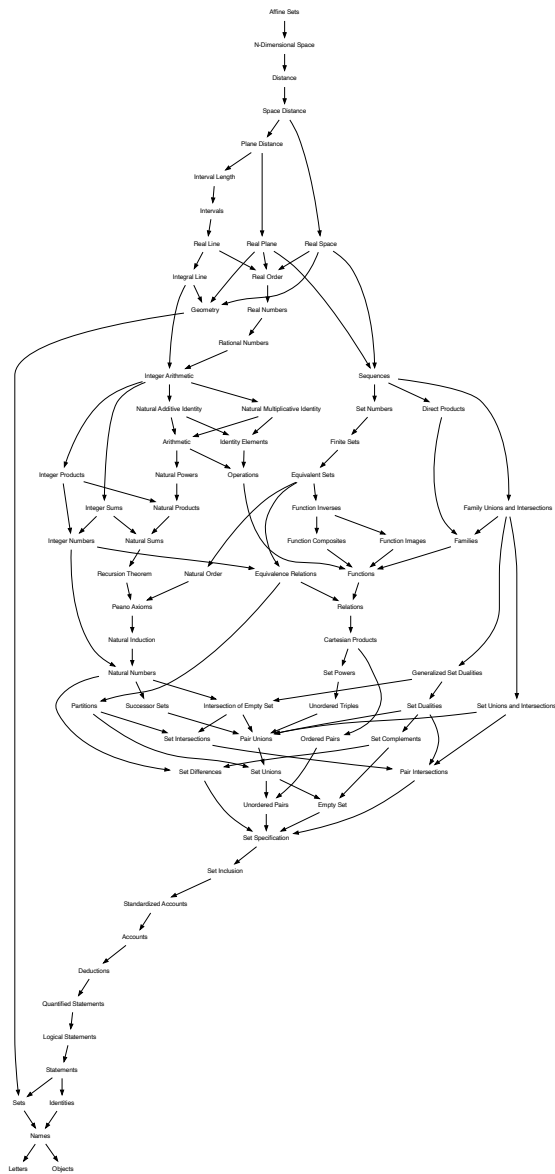 Affine Sets
N-Dimensional Space
Distance
Space Distance
Plane Distance
Interval Length
Intervals
Real Line Real Plane Real Space
Integral Line Real Order
Geometry Real Numbers
Rational Numbers
Integer Arithmetic Sequences
Natural Additive Identity Natural Multiplicative Identity Set Numbers Direct Products
Arithmetic Identity Elements Finite Sets
Integer Products Natural Powers Operations Equivalent Sets
Integer Sums Natural Products Function Inverses Family Unions and Intersections
Integer Numbers Natural Sums Function Composites Function Images Families
Recursion Theorem Natural Order Equivalence Relations Functions
Peano Axioms Relations
Natural Induction Cartesian Products
Natural Numbers Set Powers Generalized Set Dualities
Partitions Successor Sets Intersection of Empty Set Unordered Triples Set Dualities Set Unions and Intersections
Set Intersections Pair Unions Ordered Pairs Set Complements
Set Differences Set Unions Pair Intersections
Unordered Pairs Empty Set
Set Specification
Set Inclusion
Standardized Accounts
Accounts
Deductions
Quantified Statements
Logical Statements
Statements
Sets Identities
Names
Letters Objects